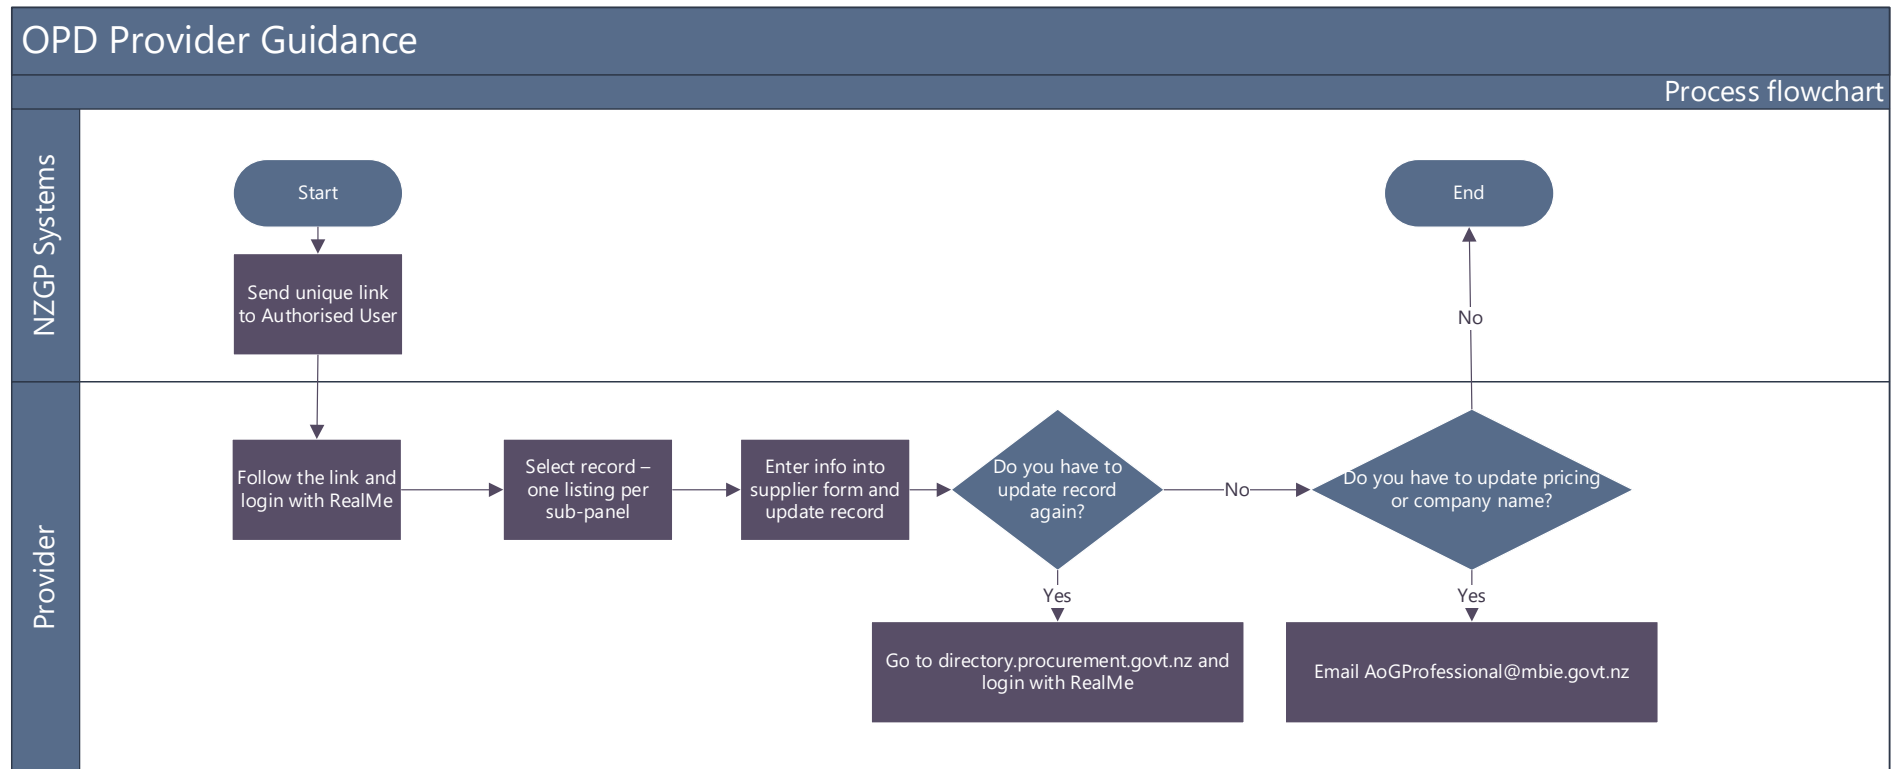 OPD Provider Guidance
Process flowchart
NZGP Systems
Start
End
Send unique link
to Authorised User
No
Provider
Follow the link and
login with RealMe
Select record –
one listing per
sub-panel
Enter info into
supplier form and
update record
Do you have to
update record
again?
No
Do you have to update pricing
or company name?
Yes
Yes
Go to directory.procurement.govt.nz and
login with RealMe
Email AoGProfessional@mbie.govt.nz